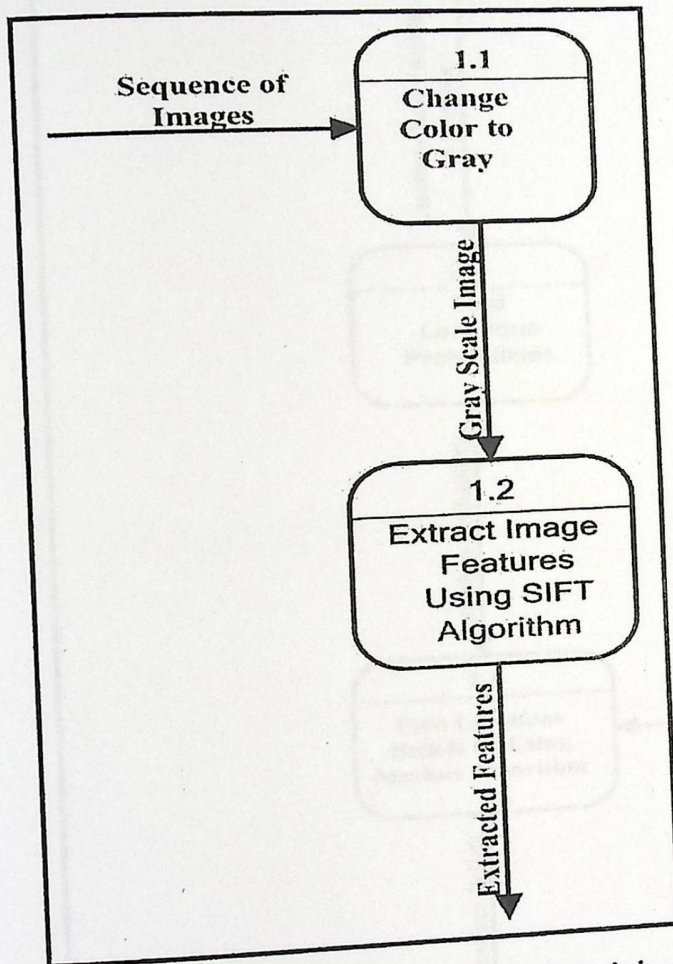 Sequence of
Images
1.1
Change
Color to
Gray
Gray Scale Image
1.2
Extract Image
Features
Using SIFT
Algorithm
Extracted Features